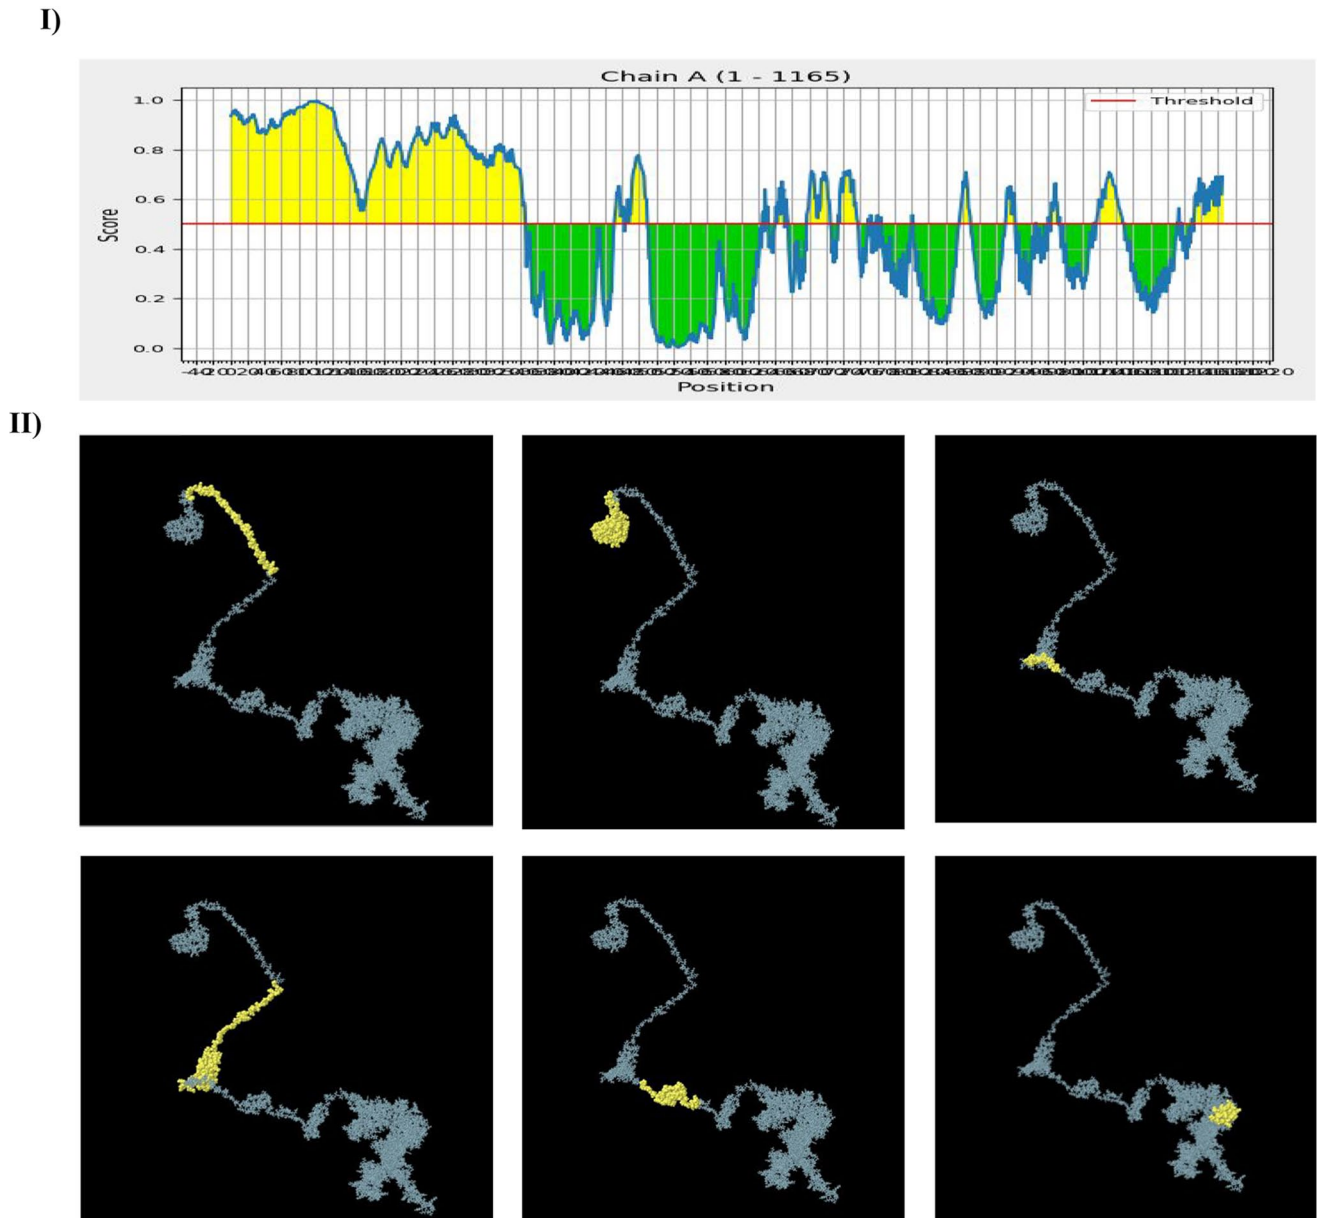 I)
Chain A (1 - 1165)
Threshold
1.0
0.8
0.6
0.4
0.2
0.0
Score
Position
II)